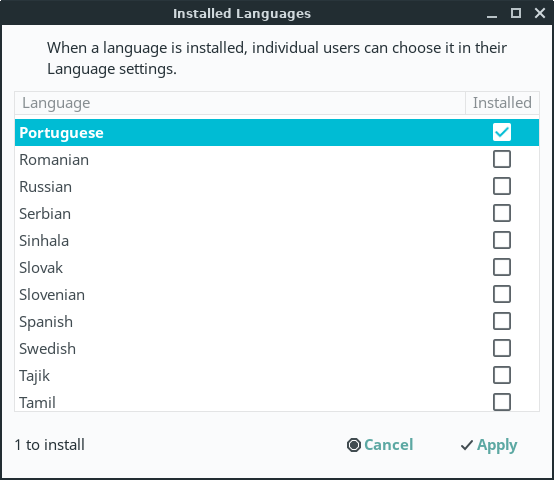 Installed Languages
When a language is installed, individual users can choose it in their
Language settings.
Language Installed
Portuguese
Romanian
Russian
Serbian
Sinhala
Slovak
Slovenian
Spanish
Swedish
Tajik
Tamil
1 to install Cancel Apply